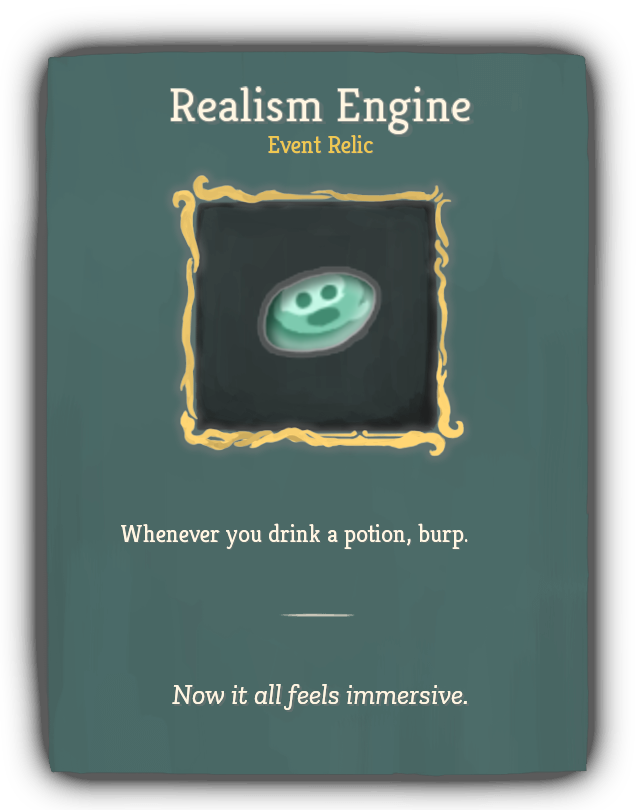 Realism Engine
Event Relic
Whenever you drink a potion, burp.
Now it all feels immersive.